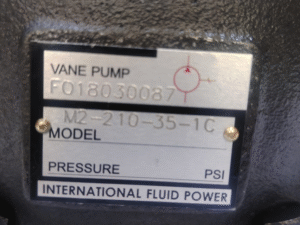 VANE PUMP
F018030087
M2-210-35-1C
MODEL
PRESSURE PSI
INTERNATIONAL FLUID POWER